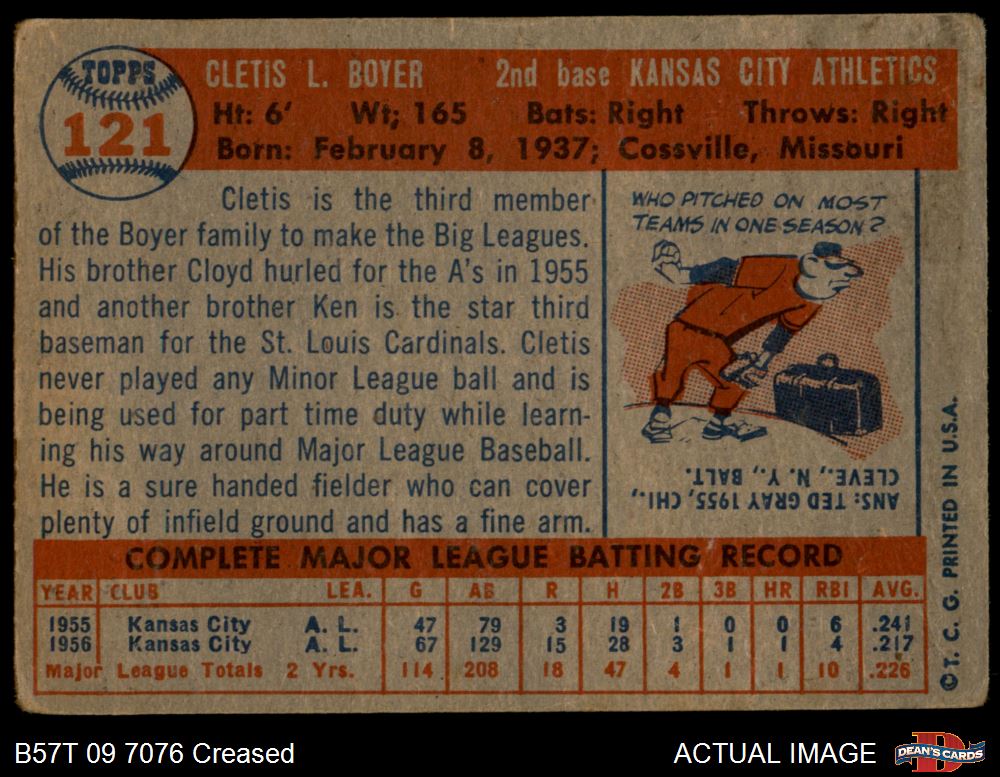 TOPPS
121
CLETIS L. BOYER 2nd base KANSAS CITY ATHLETICS
Ht: 6' Wt; 165 Bats: Right Throws: Right
Born: February 8, 1937; Cossville, Missouri
Cletis is the third member
of the Boyer family to make the Big Leagues.
His brother Cloyd hurled for the A's in 1955
and another brother Ken is the star third
baseman for the St. Louis Cardinals. Cletis
never played any Minor League ball and is
being used for part time duty while learn-
ing his way around Major League Baseball.
He is a sure handed fielder who can cover
plenty of infield ground and has a fine arm.
WHO PITCHED ON MOST
TEAMS IN ONE SEASON?
ANS: TED GRAY 1955, CHI.,
CLEVE., N. Y., BALT.
©T. C. G. PRINTED IN U.S.A.
COMPLETE MAJOR LEAGUE BATTING RECORD
YEAR CLUB LEA. G AB R H 2B 3B HR RBI AVG.
1955 Kansas City A. L. 47 79 3 19 1 0 0 6 .241
1956 Kansas City A. L. 67 129 15 28 3 1 1 4 .217
Major League Totals 2 Yrs. 114 208 18 47 4 1 1 10 .226
B57T 09 7076 Creased ACTUAL IMAGE
DEAN'S CARDS